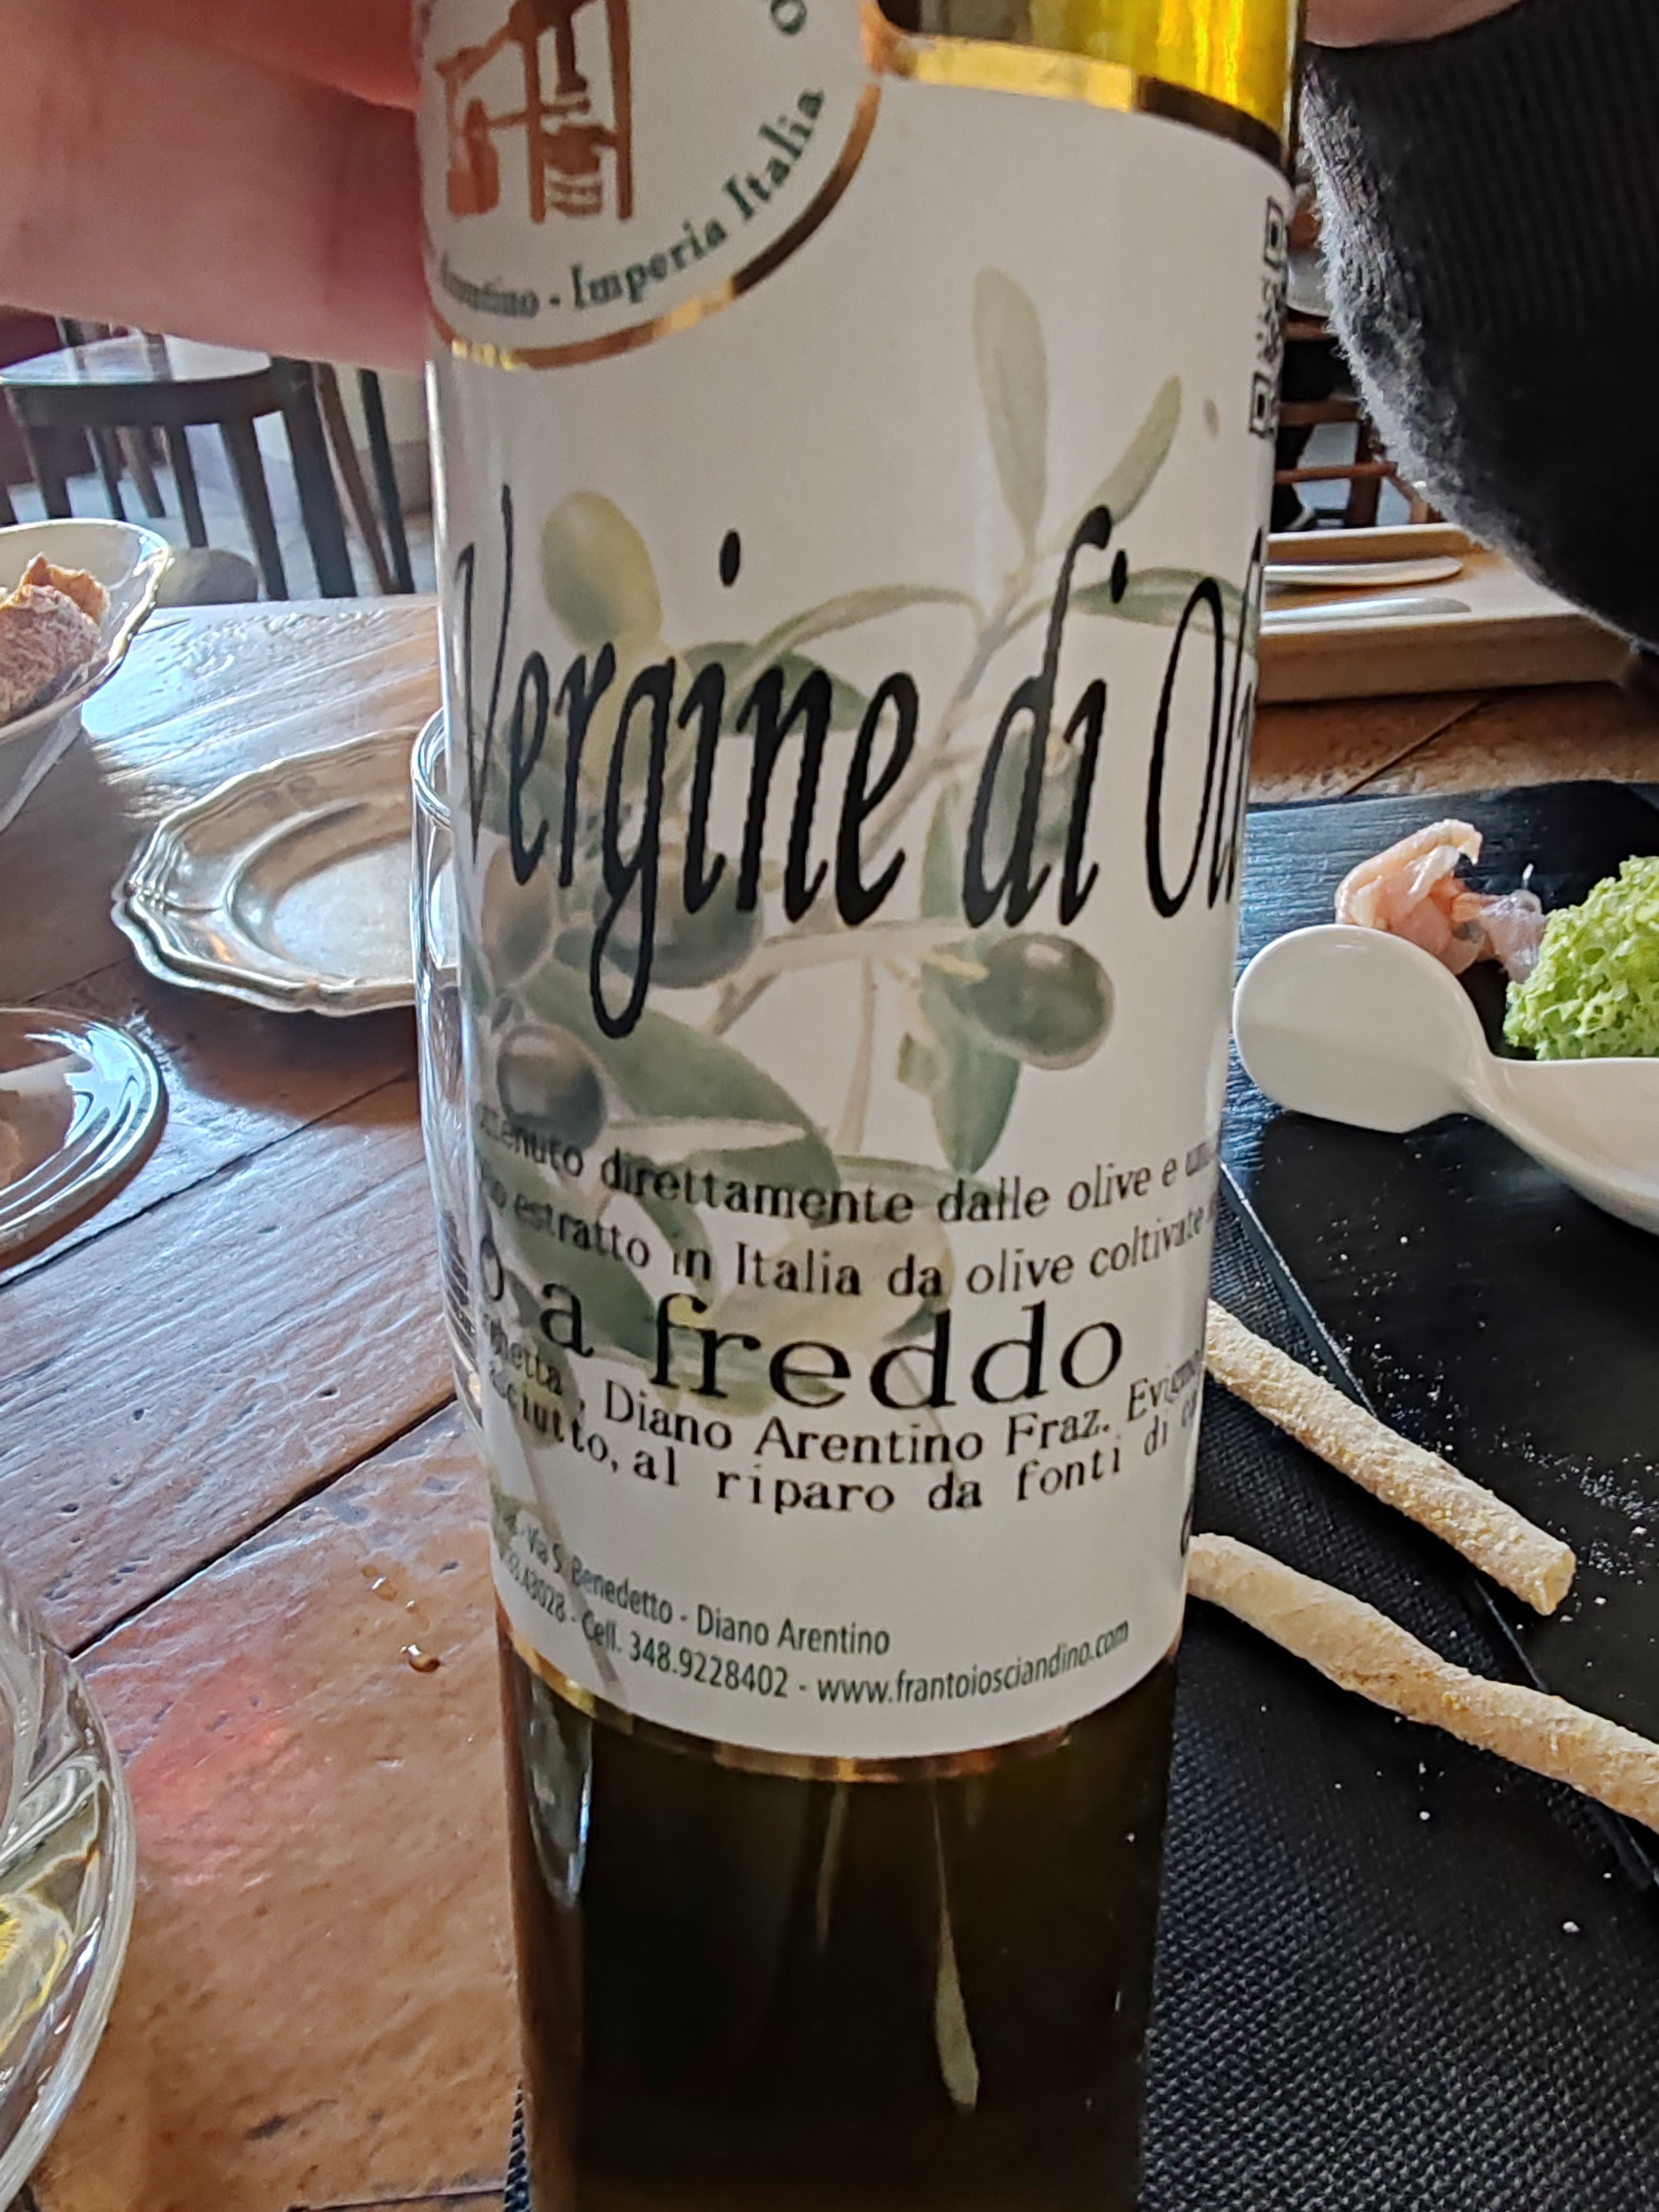 Imperia Italia
Vergine di
direttamente dalle olive e
estratto in Italia da olive coltivate
a freddo
Diano Arentino Fraz.
al riparo da fonti di
Via S. Benedetto - Diano Arentino
Cell. 348.9228402 - www.frantoiosciandino.com